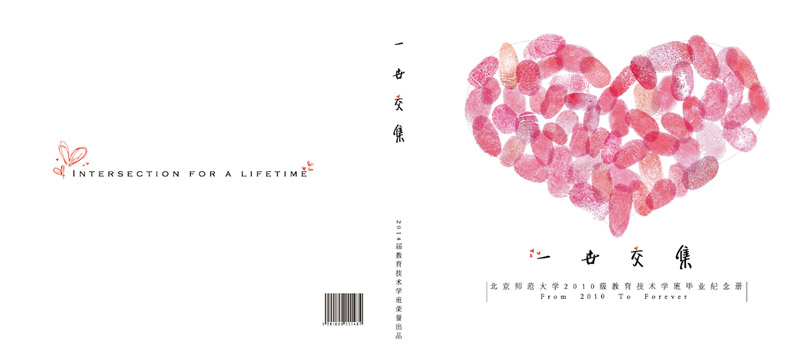 INTERSECTION FOR A LIFETIME
一世交集
2014届教育技术学班荣誉出品
一世交集
北京师范大学2010级教育技术学班毕业纪念册
From 2010 To Forever